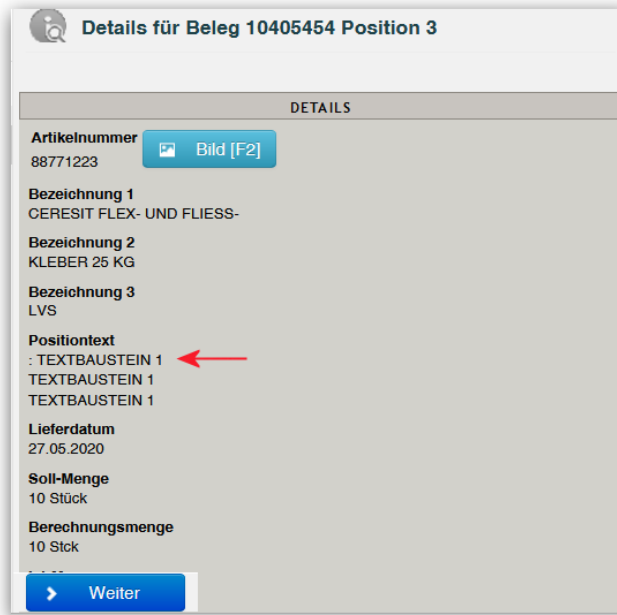 Details für Beleg 10405454 Position 3
DETAILS
Artikelnummer
88771223
Bild [F2]
Bezeichnung 1
CERESIT FLEX- UND FLIESS-
Bezeichnung 2
KLEBER 25 KG
Bezeichnung 3
LVS
Positiontext
: TEXTBAUSTEIN 1
TEXTBAUSTEIN 1
TEXTBAUSTEIN 1
Lieferdatum
27.05.2020
Soll-Menge
10 Stück
Berechnungsmenge
10 Stck
Weiter